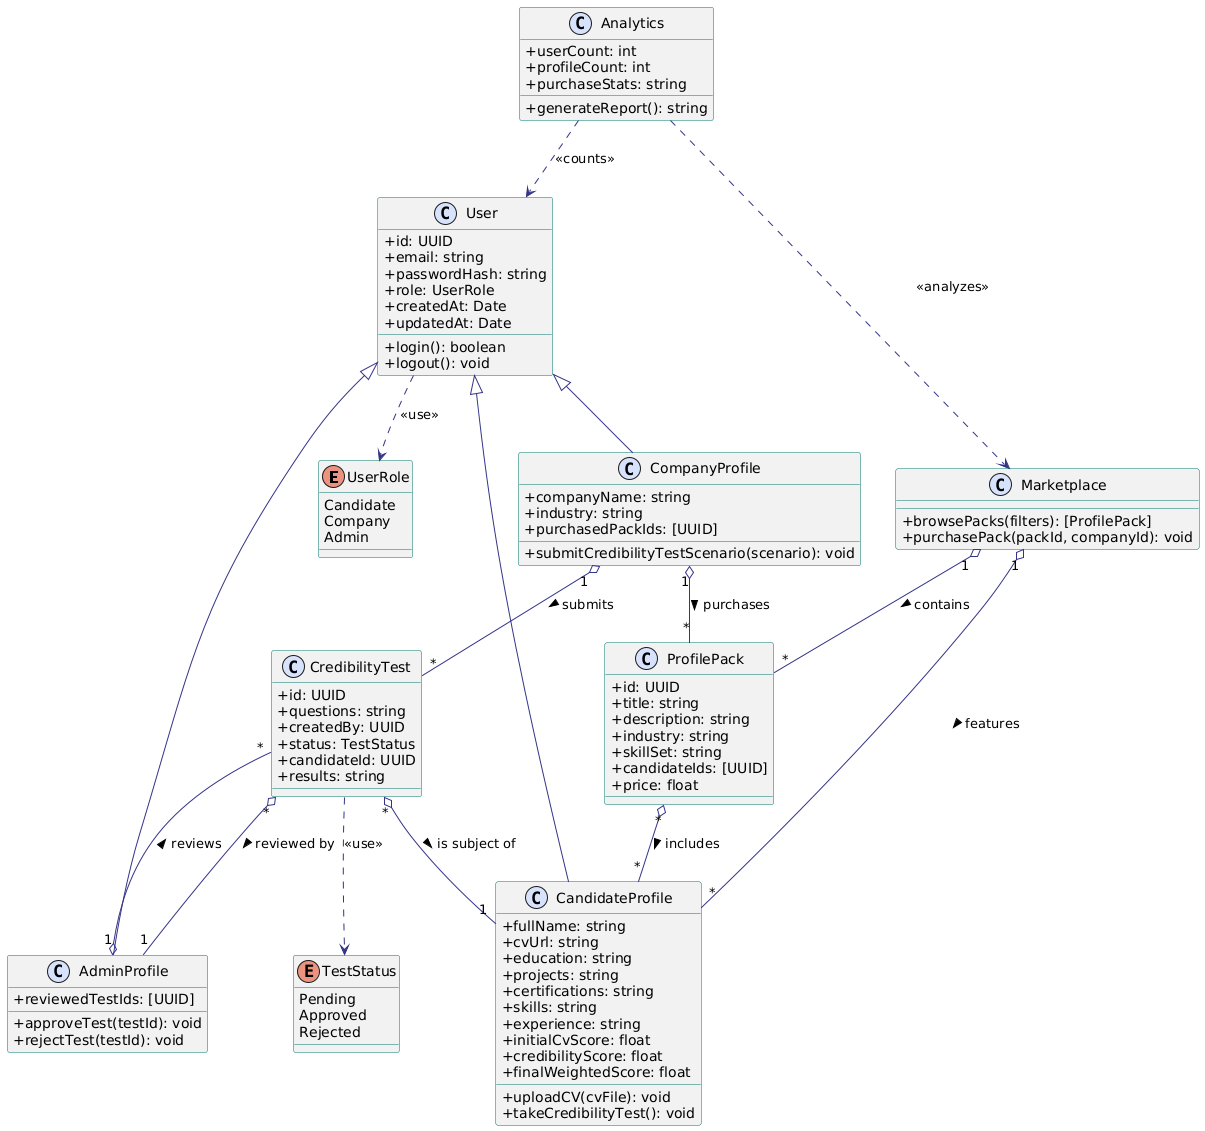 C Analytics
+userCount: int
+profileCount: int
+purchaseStats: string
+generateReport(): string
«counts»
C User
+id: UUID
+email: string
+passwordHash: string
+role: UserRole
+createdAt: Date
+updatedAt: Date
+login(): boolean
+logout(): void
«analyzes»
«use»
E UserRole
Candidate
Company
Admin
C CompanyProfile
+companyName: string
+industry: string
+purchasedPackIds: [UUID]
+submitCredibilityTestScenario(scenario): void
C Marketplace
+browsePacks(filters): [ProfilePack]
+purchasePack(packId, companyId): void
1
1
1
1
submits
purchases
contains
*
*
*
C CredibilityTest
+id: UUID
+questions: string
+createdBy: UUID
+status: TestStatus
+candidateId: UUID
+results: string
C ProfilePack
+id: UUID
+title: string
+description: string
+industry: string
+skillSet: string
+candidateIds: [UUID]
+price: float
features
*
*
*
*
reviews
reviewed by
«use»
is subject of
includes
*
*
1
1
1
C AdminProfile
+reviewedTestIds: [UUID]
+approveTest(testId): void
+rejectTest(testId): void
E TestStatus
Pending
Approved
Rejected
C CandidateProfile
+fullName: string
+cvUrl: string
+education: string
+projects: string
+certifications: string
+skills: string
+experience: string
+initialCvScore: float
+credibilityScore: float
+finalWeightedScore: float
+uploadCV(cvFile): void
+takeCredibilityTest(): void